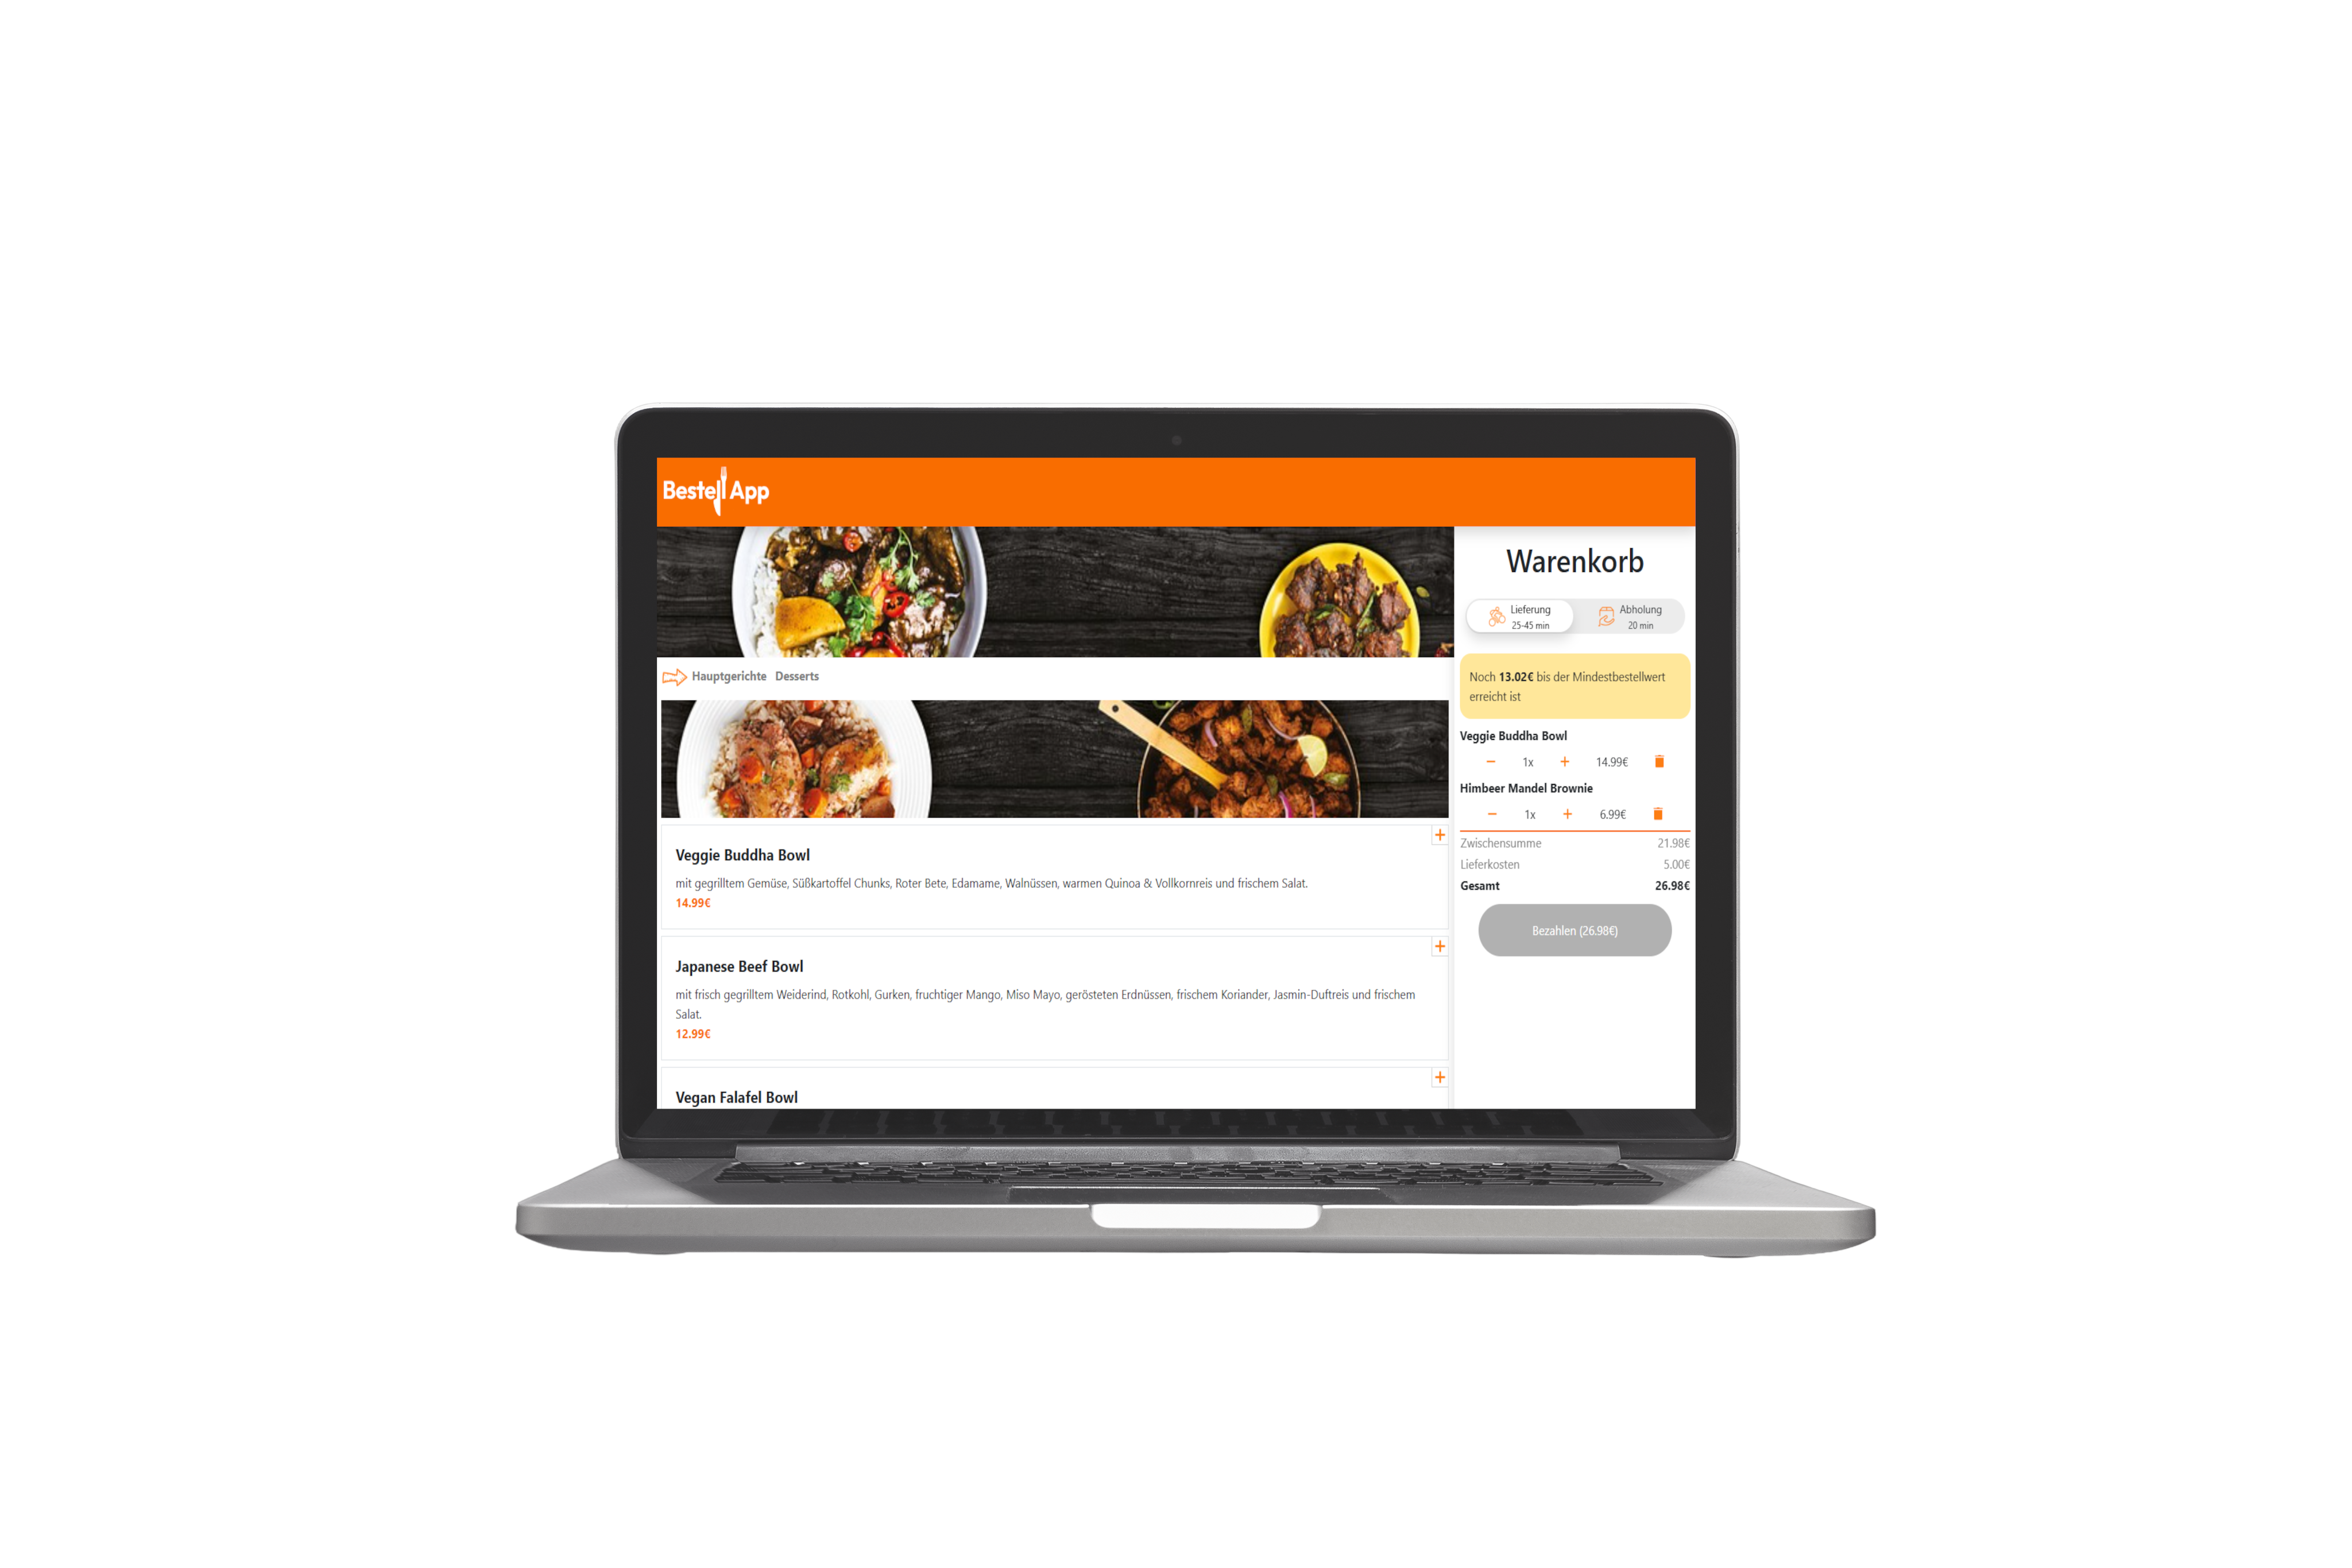 Bestell App
Hauptgerichte Desserts
Veggie Buddha Bowl
mit gegrilltem Gemüse, Süßkartoffel Chunks, Roter Bete, Edamame, Walnüssen, warmen Quinoa & Vollkornreis und frischem Salat.
14.99€
Japanese Beef Bowl
mit frisch gegrilltem Weiderind, Rotkohl, Gurken, fruchtiger Mango, Miso Mayo, gerösteten Erdnüssen, frischem Koriander, Jasmin-Duftreis und frischem
Salat.
12.99€
Vegan Falafel Bowl
Warenkorb
Lieferung
25-45 min
Abholung
20 min
Noch 13.02€ bis der Mindestbestellwert
erreicht ist
Veggie Buddha Bowl
− 1x + 14.99€
Himbeer Mandel Brownie
− 1x + 6.99€
Zwischensumme 21.98€
Lieferkosten 5.00€
Gesamt 26.98€
Bezahlen (26.98€)